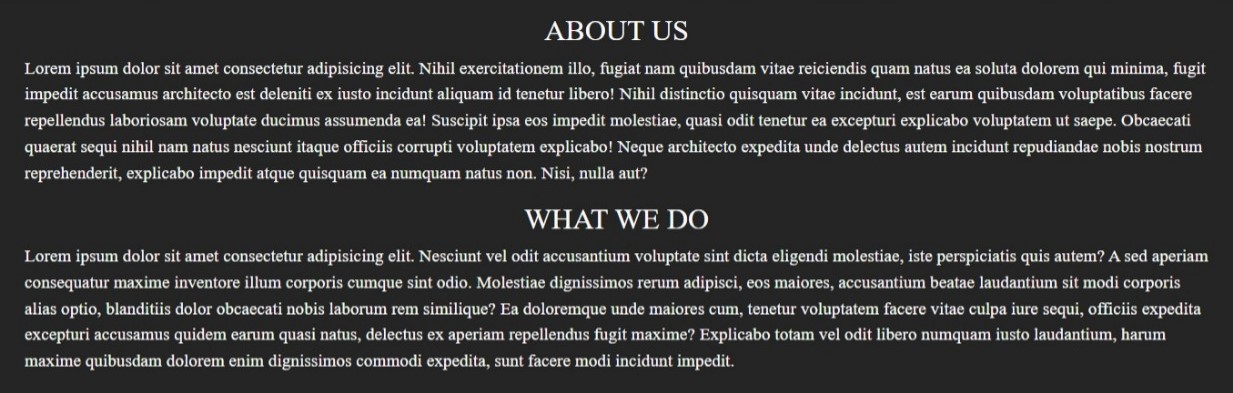 ABOUT US
Lorem ipsum dolor sit amet consectetur adipisicing elit. Nihil exercitationem illo, fugiat nam quibusdam vitae reiciendis quam natus ea soluta dolorem qui minima, fugit
impedit accusamus architecto est deleniti ex iusto incidunt aliquam id tenetur libero! Nihil distinctio quisquam vitae incidunt, est earum quibusdam voluptatibus facere
repellendus laboriosam voluptate ducimus assumenda ea! Suscipit ipsa eos impedit molestiae, quasi odit tenetur ea excepturi explicabo voluptatem ut saepe. Obcaecati
quaerat sequi nihil nam natus nesciunt itaque officiis corrupti voluptatem explicabo! Neque architecto expedita unde delectus autem incidunt repudiandae nobis nostrum
reprehenderit, explicabo impedit atque quisquam ea numquam natus non. Nisi, nulla aut?
WHAT WE DO
Lorem ipsum dolor sit amet consectetur adipisicing elit. Nesciunt vel odit accusantium voluptate sint dicta eligendi molestiae, iste perspiciatis quis autem? A sed aperiam
consequatur maxime inventore illum corporis cumque sint odio. Molestiae dignissimos rerum adipisci, eos maiores, accusantium beatae laudantium sit modi corporis
alias optio, blanditiis dolor obcaecati nobis laborum rem similique? Ea doloremque unde maiores cum, tenetur voluptatem facere vitae culpa iure sequi, officiis expedita
excepturi accusamus quidem earum quasi natus, delectus ex aperiam repellendus fugit maxime? Explicabo totam vel odit libero numquam iusto laudantium, harum
maxime quibusdam dolorem enim dignissimos commodi expedita, sunt facere modi incidunt impedit.